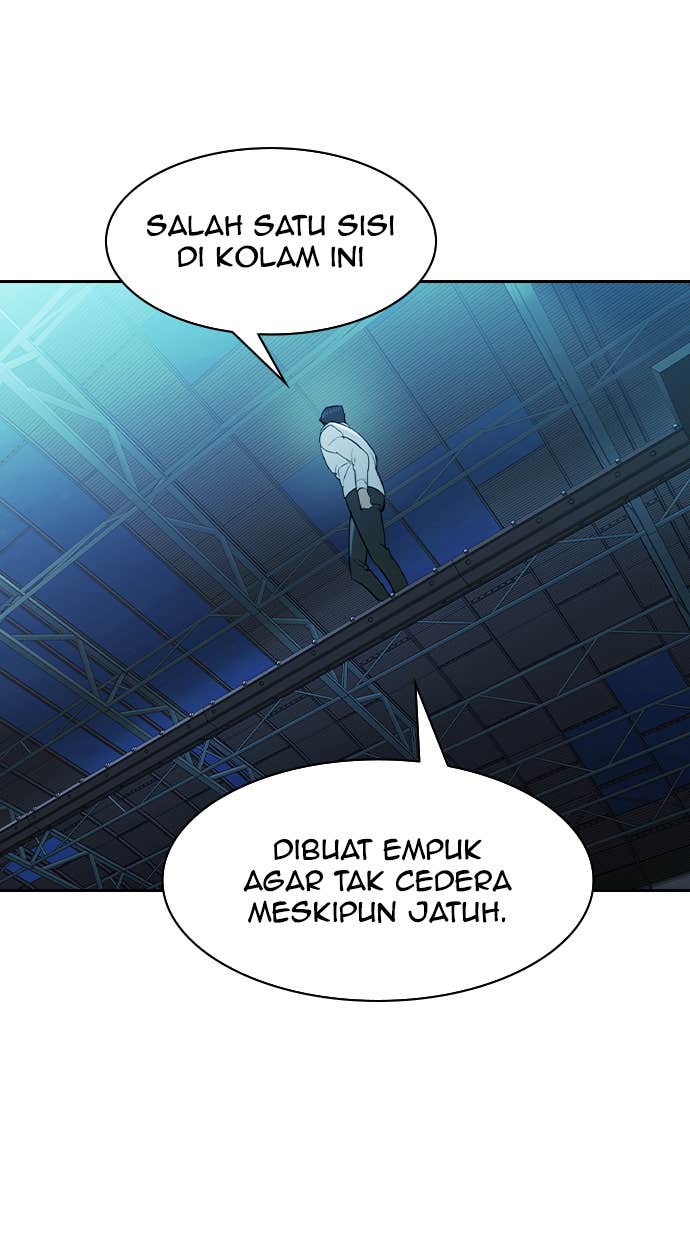 SALAH SATU SISI
DI KOLAM INI
DIBUAT EMPUK
AGAR TAK CEDERA
MESKIPUN JATUH.